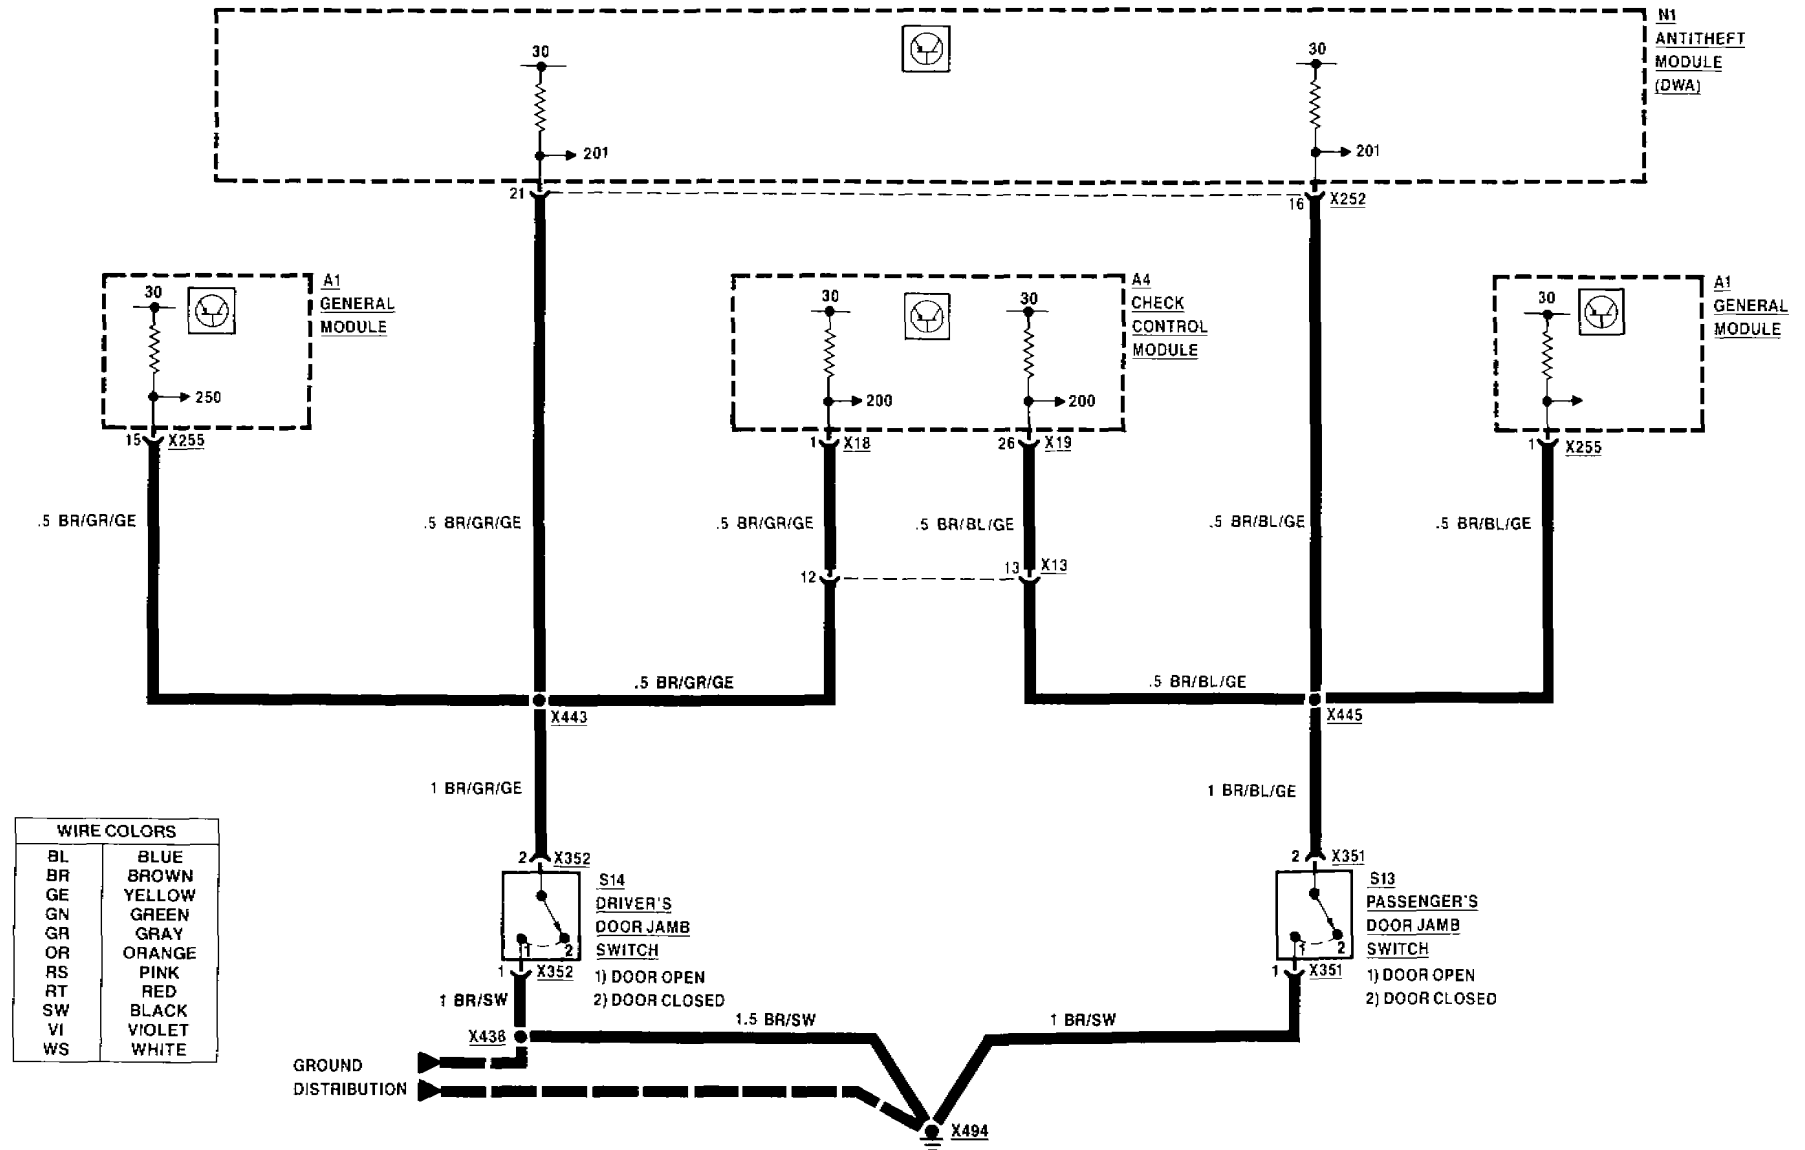 N1
ANTITHEFT
MODULE
(DWA)
30
30
201
201
21
16
X252
A1
GENERAL
MODULE
30
250
15
X255
A4
CHECK
CONTROL
MODULE
30
30
200
200
1
X18
26
X19
A1
GENERAL
MODULE
30
1
X255
.5 BR/GR/GE
.5 BR/GR/GE
.5 BR/GR/GE
.5 BR/BL/GE
.5 BR/BL/GE
.5 BR/BL/GE
12
13
X13
.5 BR/GR/GE
.5 BR/BL/GE
X443
X445
1 BR/GR/GE
1 BR/BL/GE
WIRE COLORS
BL BLUE
BR BROWN
GE YELLOW
GN GREEN
GR GRAY
OR ORANGE
RS PINK
RT RED
SW BLACK
VI VIOLET
WS WHITE
2
X352
S14
DRIVER'S
DOOR JAMB
SWITCH
1) DOOR OPEN
2) DOOR CLOSED
1
2
1
X352
2
X351
S13
PASSENGER'S
DOOR JAMB
SWITCH
1) DOOR OPEN
2) DOOR CLOSED
1
2
1
X351
1 BR/SW
1.5 BR/SW
1 BR/SW
X436
GROUND
DISTRIBUTION
X494